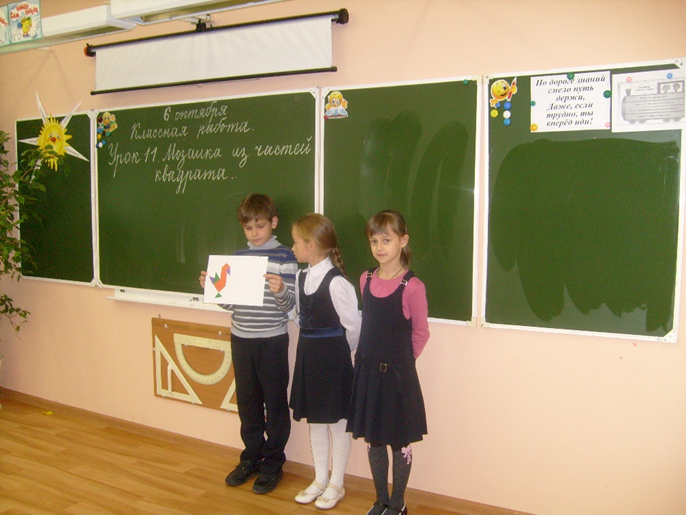 6 октября
Классная работа.
Урок 11. Мозаика из частей
квадрата.
По дороге знаний
смело путь
держи,
Даже, если
трудно, ты
вперёд иди!